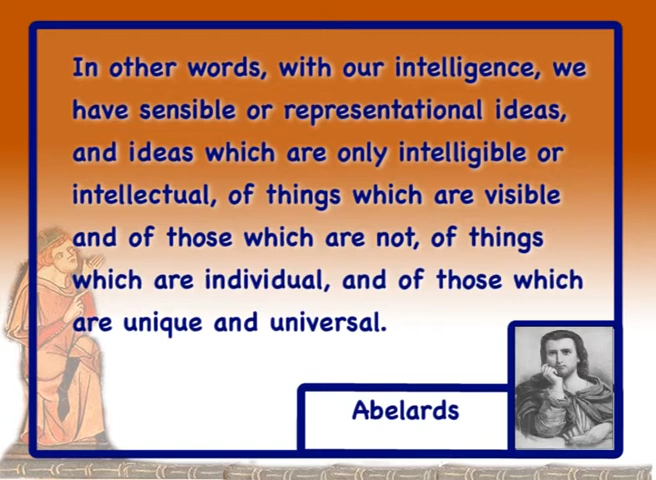 In other words, with our intelligence, we
have sensible or representational ideas,
and ideas which are only intelligible or
intellectual, of things which are visible
and of those which are not, of things
which are individual, and of those which
are unique and universal.
Abelards